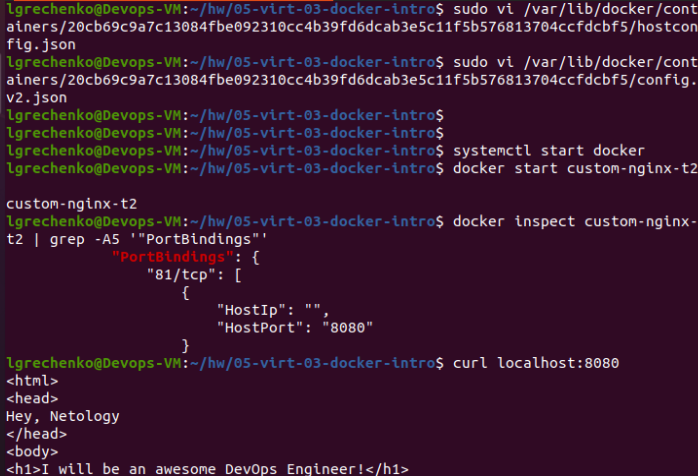 lgrechenko@Devops-VM:~/hw/05-virt-03-docker-intro$ sudo vi /var/lib/docker/cont
ainers/20cb69c9a7c13084fbe092310cc4b39fd6dcab3e5c11f5b576813704ccfdcbf5/hostcon
fig.json
lgrechenko@Devops-VM:~/hw/05-virt-03-docker-intro$ sudo vi /var/lib/docker/cont
ainers/20cb69c9a7c13084fbe092310cc4b39fd6dcab3e5c11f5b576813704ccfdcbf5/config.
v2.json
lgrechenko@Devops-VM:~/hw/05-virt-03-docker-intro$
lgrechenko@Devops-VM:~/hw/05-virt-03-docker-intro$
lgrechenko@Devops-VM:~/hw/05-virt-03-docker-intro$ systemctl start docker
lgrechenko@Devops-VM:~/hw/05-virt-03-docker-intro$ docker start custom-nginx-t2
custom-nginx-t2
lgrechenko@Devops-VM:~/hw/05-virt-03-docker-intro$ docker inspect custom-nginx-
t2 | grep -A5 '"PortBindings"'
            "PortBindings": {
                "81/tcp": [
                    {
                        "HostIp": "",
                        "HostPort": "8080"
                    }
lgrechenko@Devops-VM:~/hw/05-virt-03-docker-intro$ curl localhost:8080
<html>
<head>
Hey, Netology
</head>
<body>
<h1>I will be an awesome DevOps Engineer!</h1>